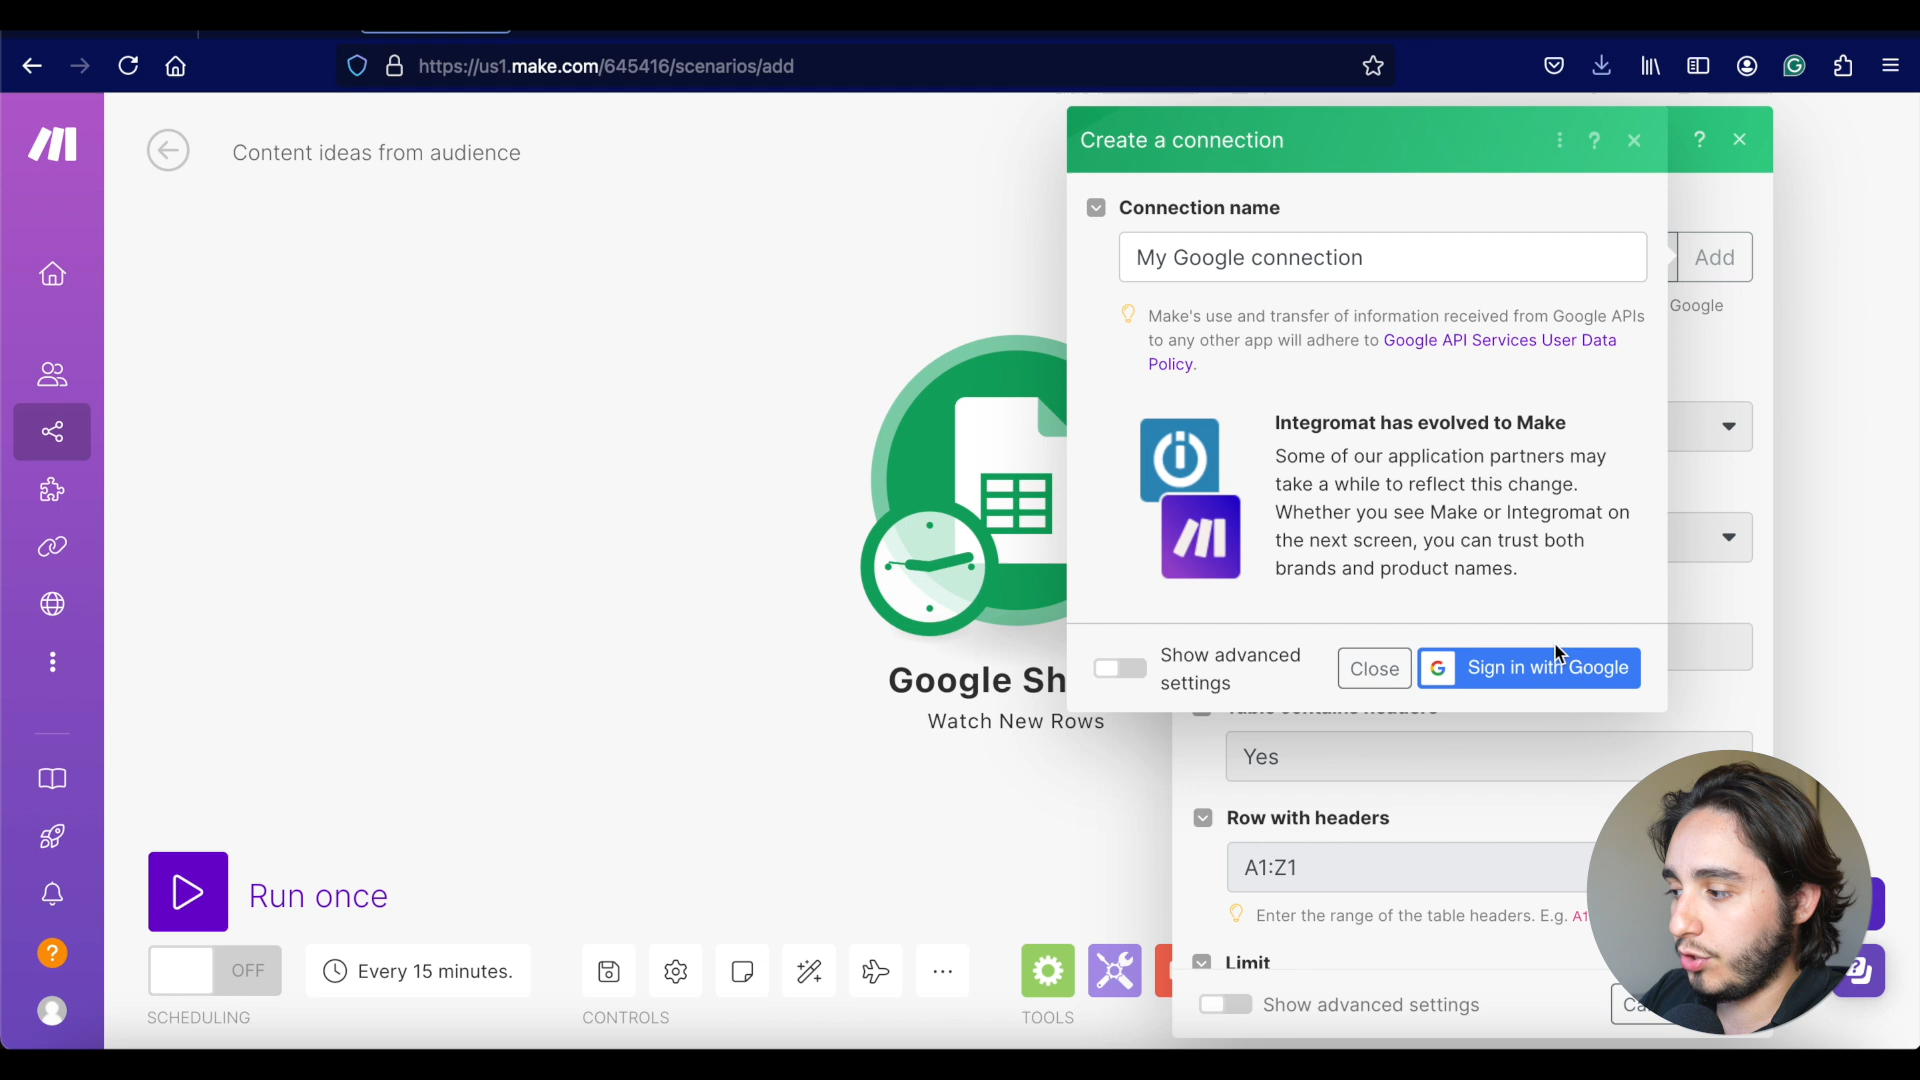 https://us1.make.com/645416/scenarios/add
Content ideas from audience
Create a connection
Connection name
My Google connection
Add
Google
Make's use and transfer of information received from Google APIs
to any other app will adhere to Google API Services User Data
Policy.
Integromat has evolved to Make
Some of our application partners may
take a while to reflect this change.
Whether you see Make or Integromat on
the next screen, you can trust both
brands and product names.
Show advanced
settings
Close
Sign in with Google
Google Sh
Watch New Rows
Yes
Row with headers
A1:Z1
Enter the range of the table headers. E.g. A1
Limit
Show advanced settings
Ca
Run once
OFF
Every 15 minutes.
SCHEDULING
CONTROLS
TOOLS